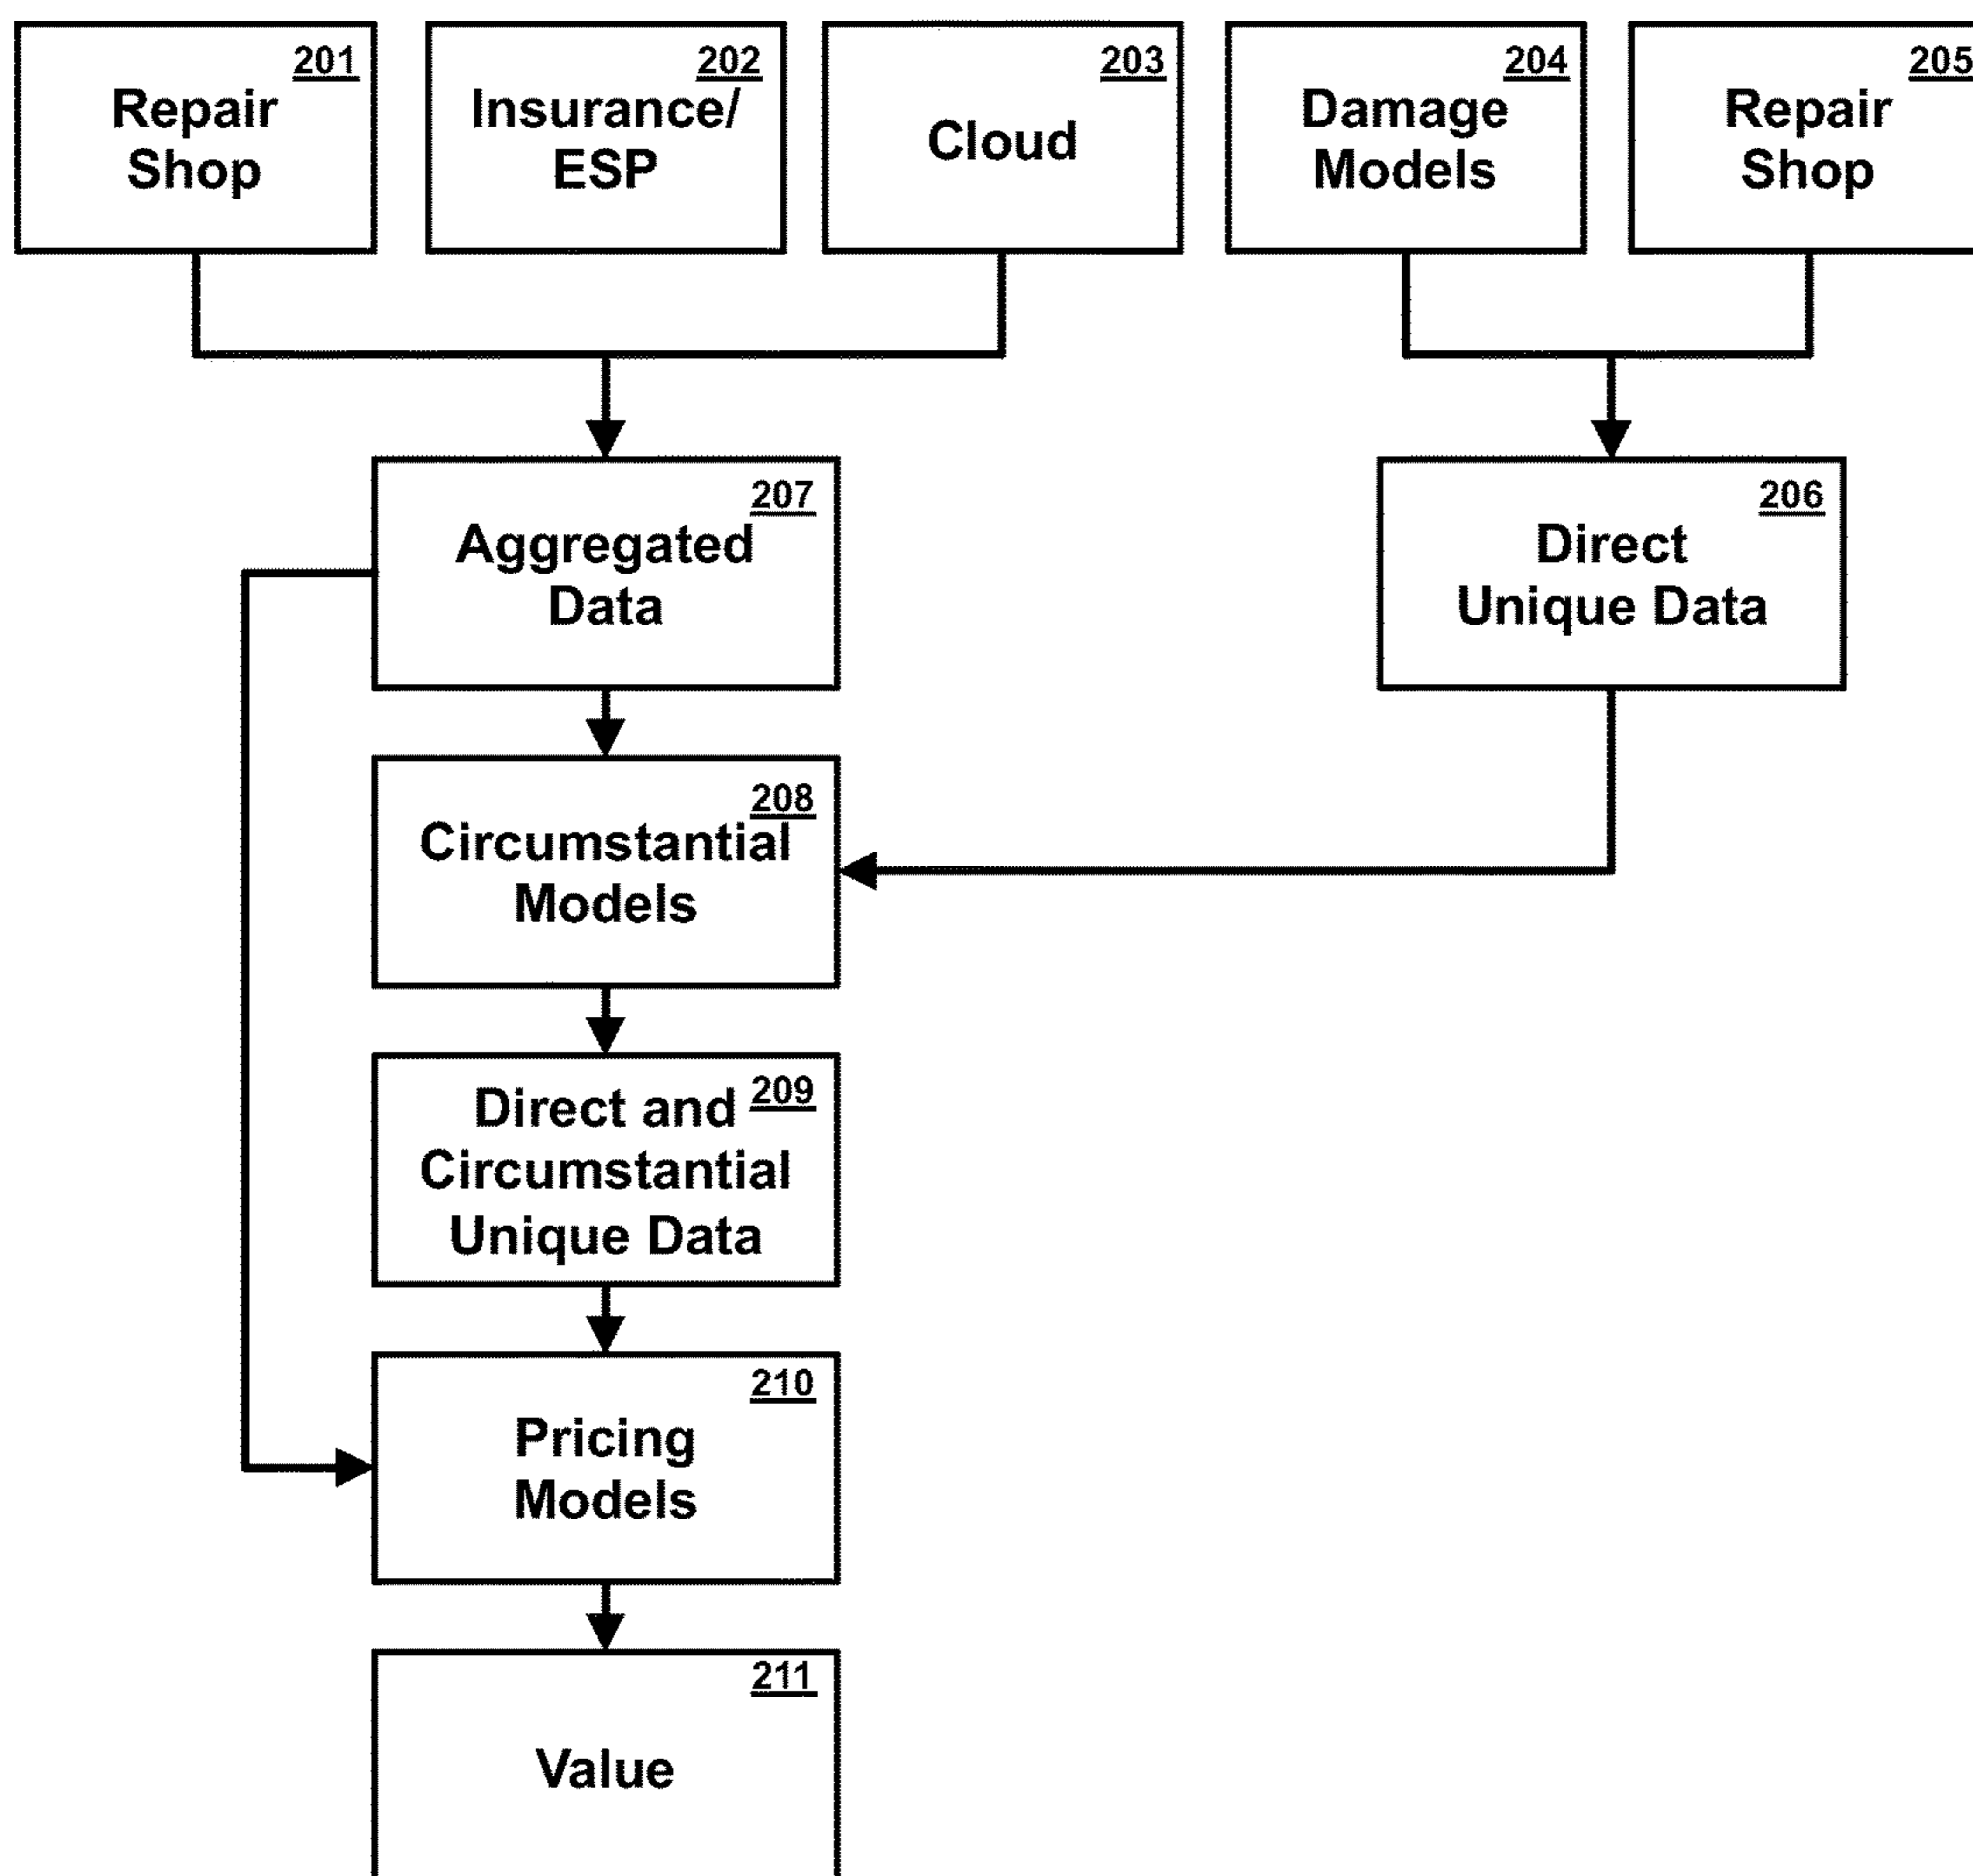 201
Repair
Shop
202
Insurance/
ESP
203
Cloud
204
Damage
Models
205
Repair
Shop
207
Aggregated
Data
206
Direct
Unique Data
208
Circumstantial
Models
209
Direct and
Circumstantial
Unique Data
210
Pricing
Models
211
Value